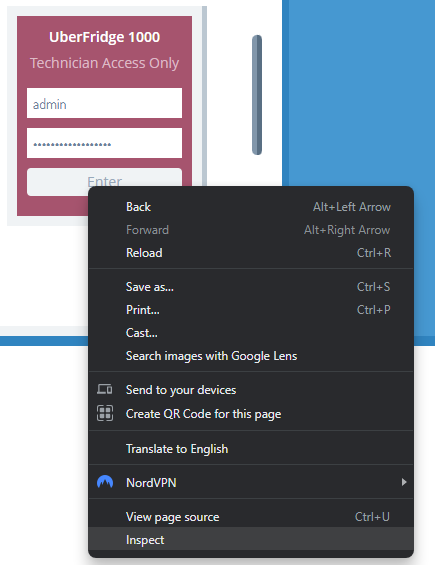 UberFridge 1000
Technician Access Only
admin
••••••••••••••••••
Enter
Back Alt+Left Arrow
Forward Alt+Right Arrow
Reload Ctrl+R
Save as... Ctrl+S
Print... Ctrl+P
Cast...
Search images with Google Lens
Send to your devices
Create QR Code for this page
Translate to English
NordVPN
View page source Ctrl+U
Inspect